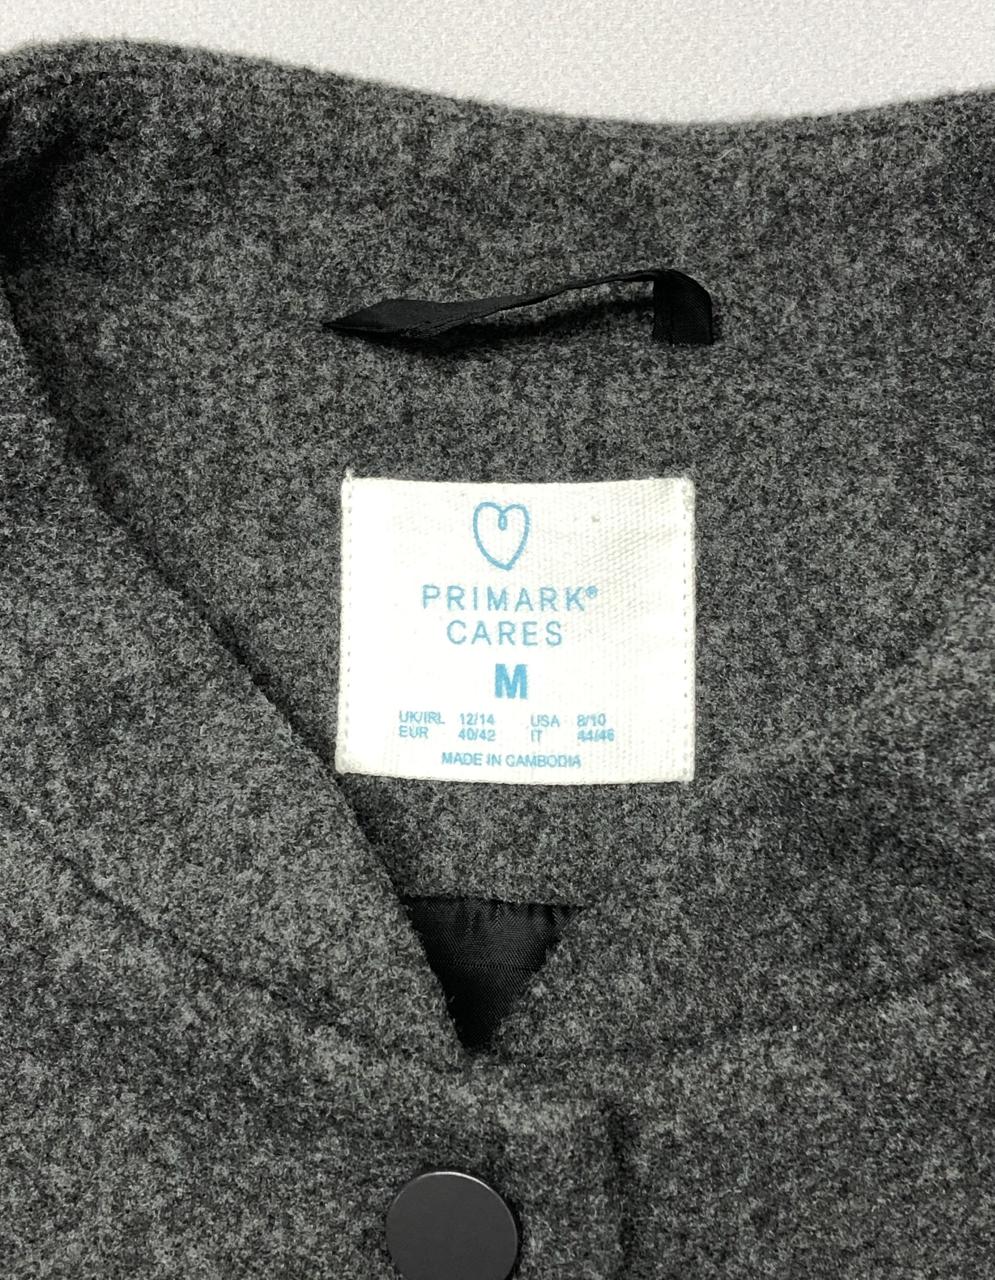 PRIMARK®
CARES
M
UK/IRL 12/14 USA 8/10
EUR 40/42 IT 44/46
MADE IN CAMBODIA